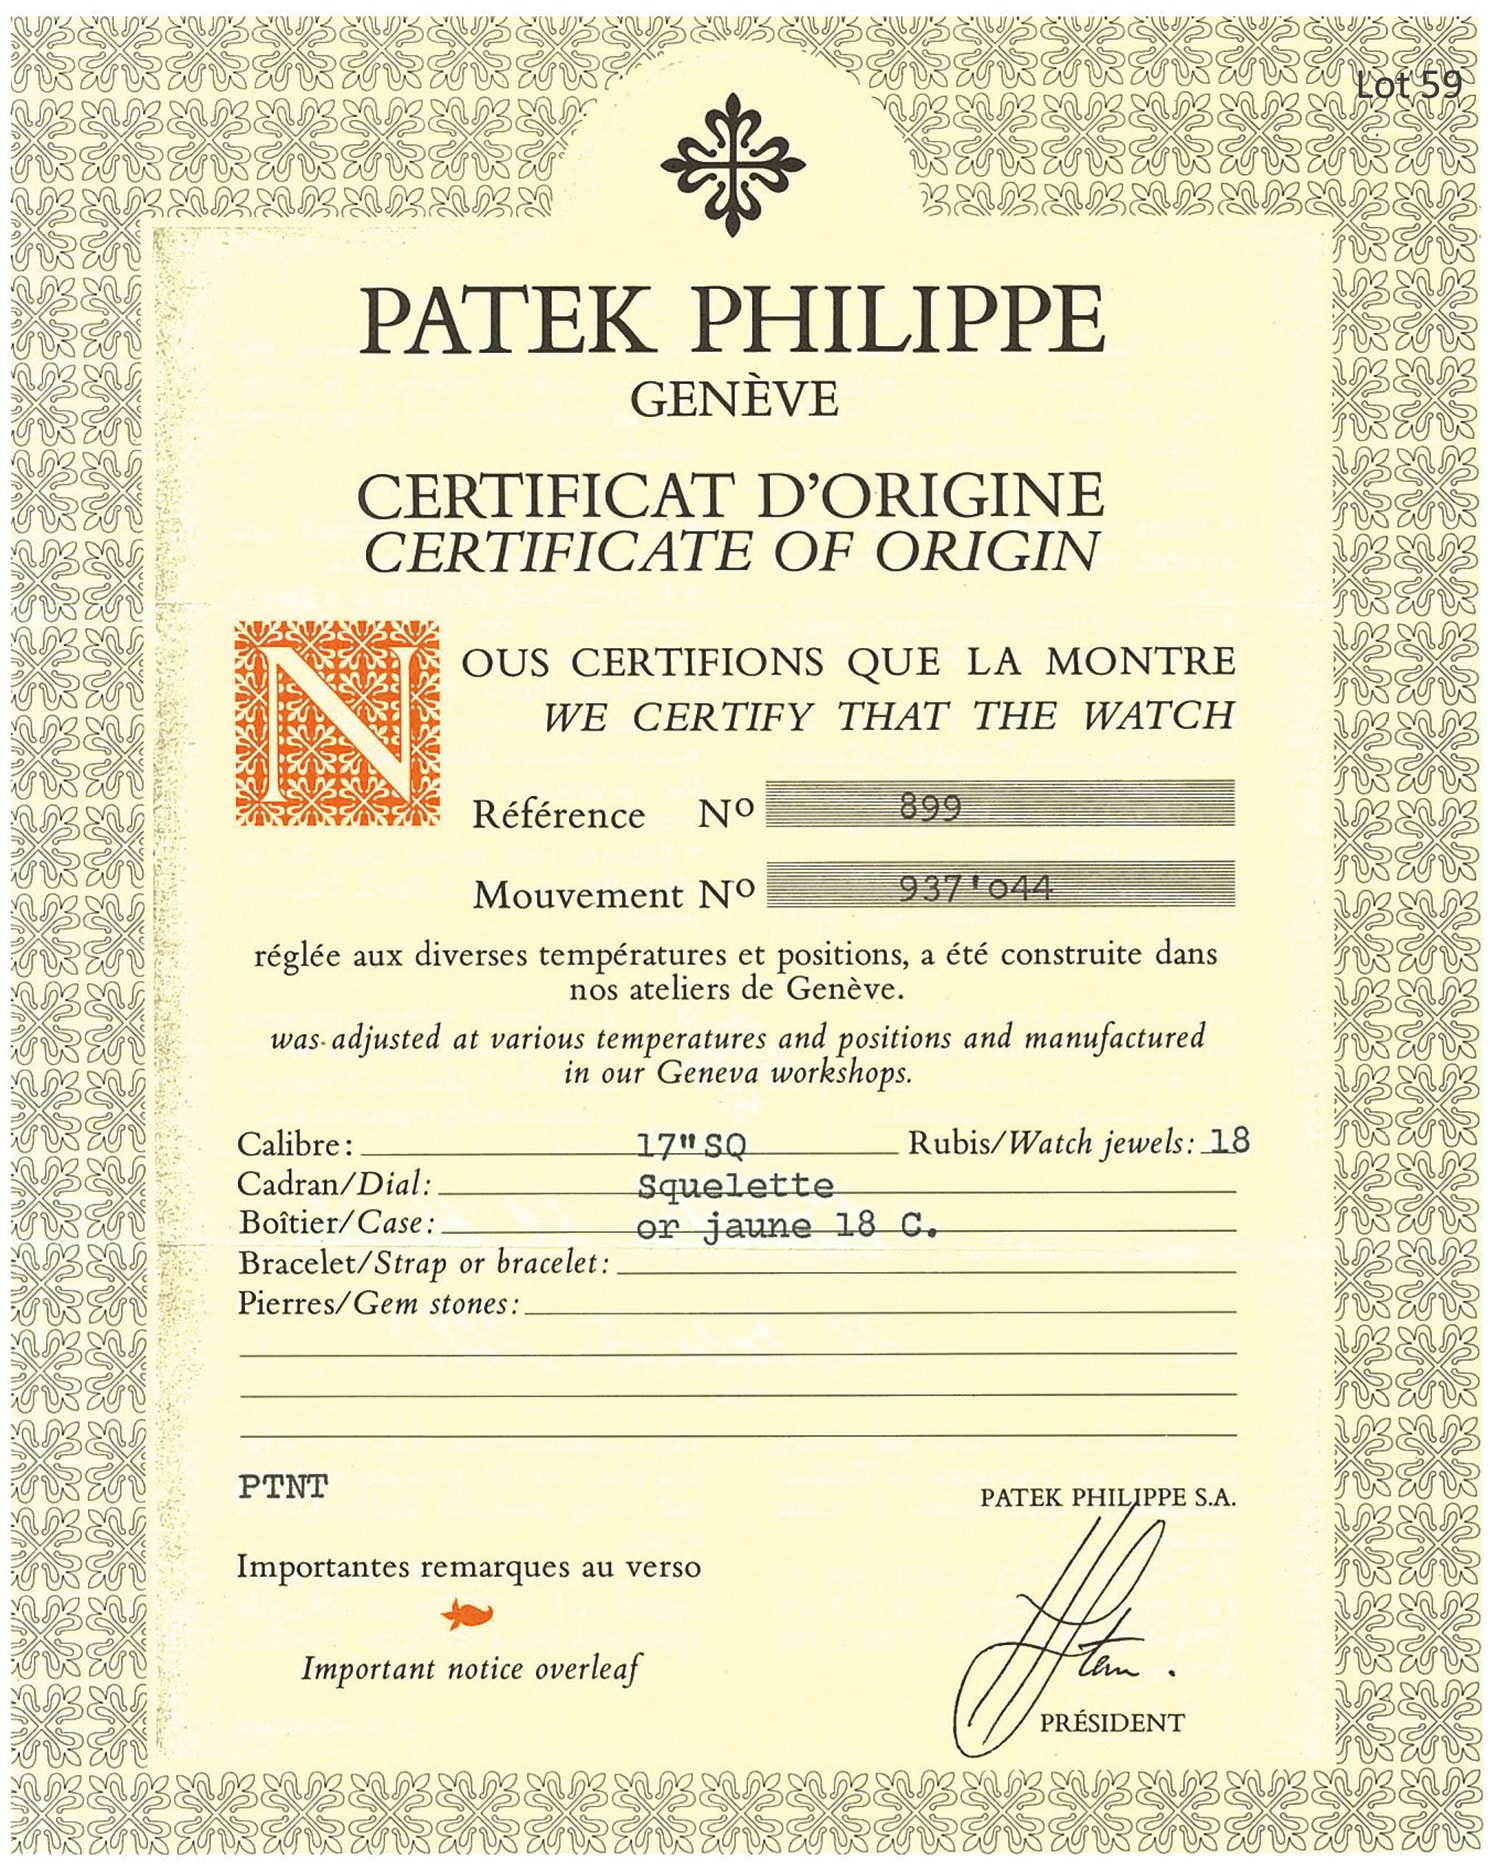 Lot 59
PATEK PHILIPPE
GENÈVE
CERTIFICAT D'ORIGINE
CERTIFICATE OF ORIGIN
NOUS CERTIFIONS QUE LA MONTRE
WE CERTIFY THAT THE WATCH
Référence Nº 899
Mouvement Nº 937'044
réglée aux diverses températures et positions, a été construite dans
nos ateliers de Genève.
was adjusted at various temperatures and positions and manufactured
in our Geneva workshops.
Calibre: 17"SQ Rubis/Watch jewels: 18
Cadran/Dial: Squelette
Boîtier/Case: or jaune 18 C.
Bracelet/Strap or bracelet:
Pierres/Gem stones:
PTNT
PATEK PHILIPPE S.A.
Importantes remarques au verso
Important notice overleaf
Stern.
PRÉSIDENT